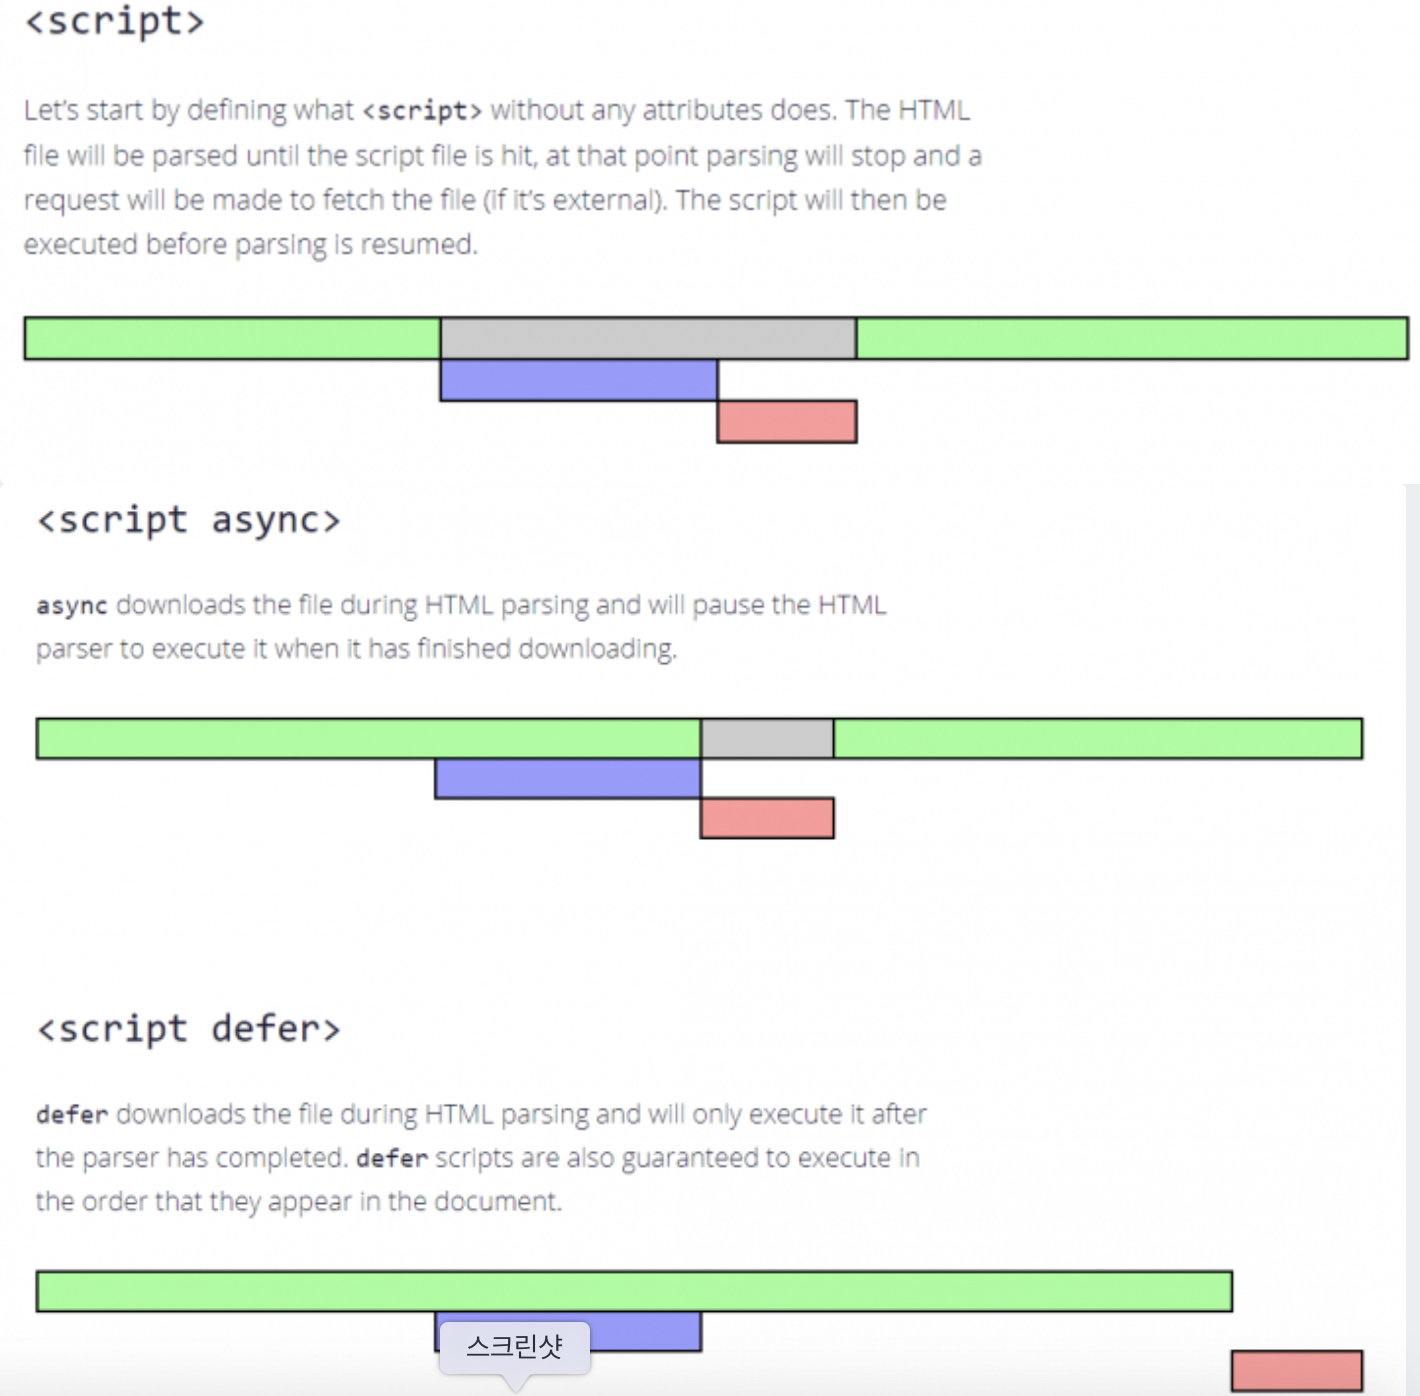 <script>
Let's start by defining what <script> without any attributes does. The HTML
file will be parsed until the script file is hit, at that point parsing will stop and a
request will be made to fetch the file (if it's external). The script will then be
executed before parsing is resumed.
<script async>
async downloads the file during HTML parsing and will pause the HTML
parser to execute it when it has finished downloading.
<script defer>
defer downloads the file during HTML parsing and will only execute it after
the parser has completed. defer scripts are also guaranteed to execute in
the order that they appear in the document.
스크린샷